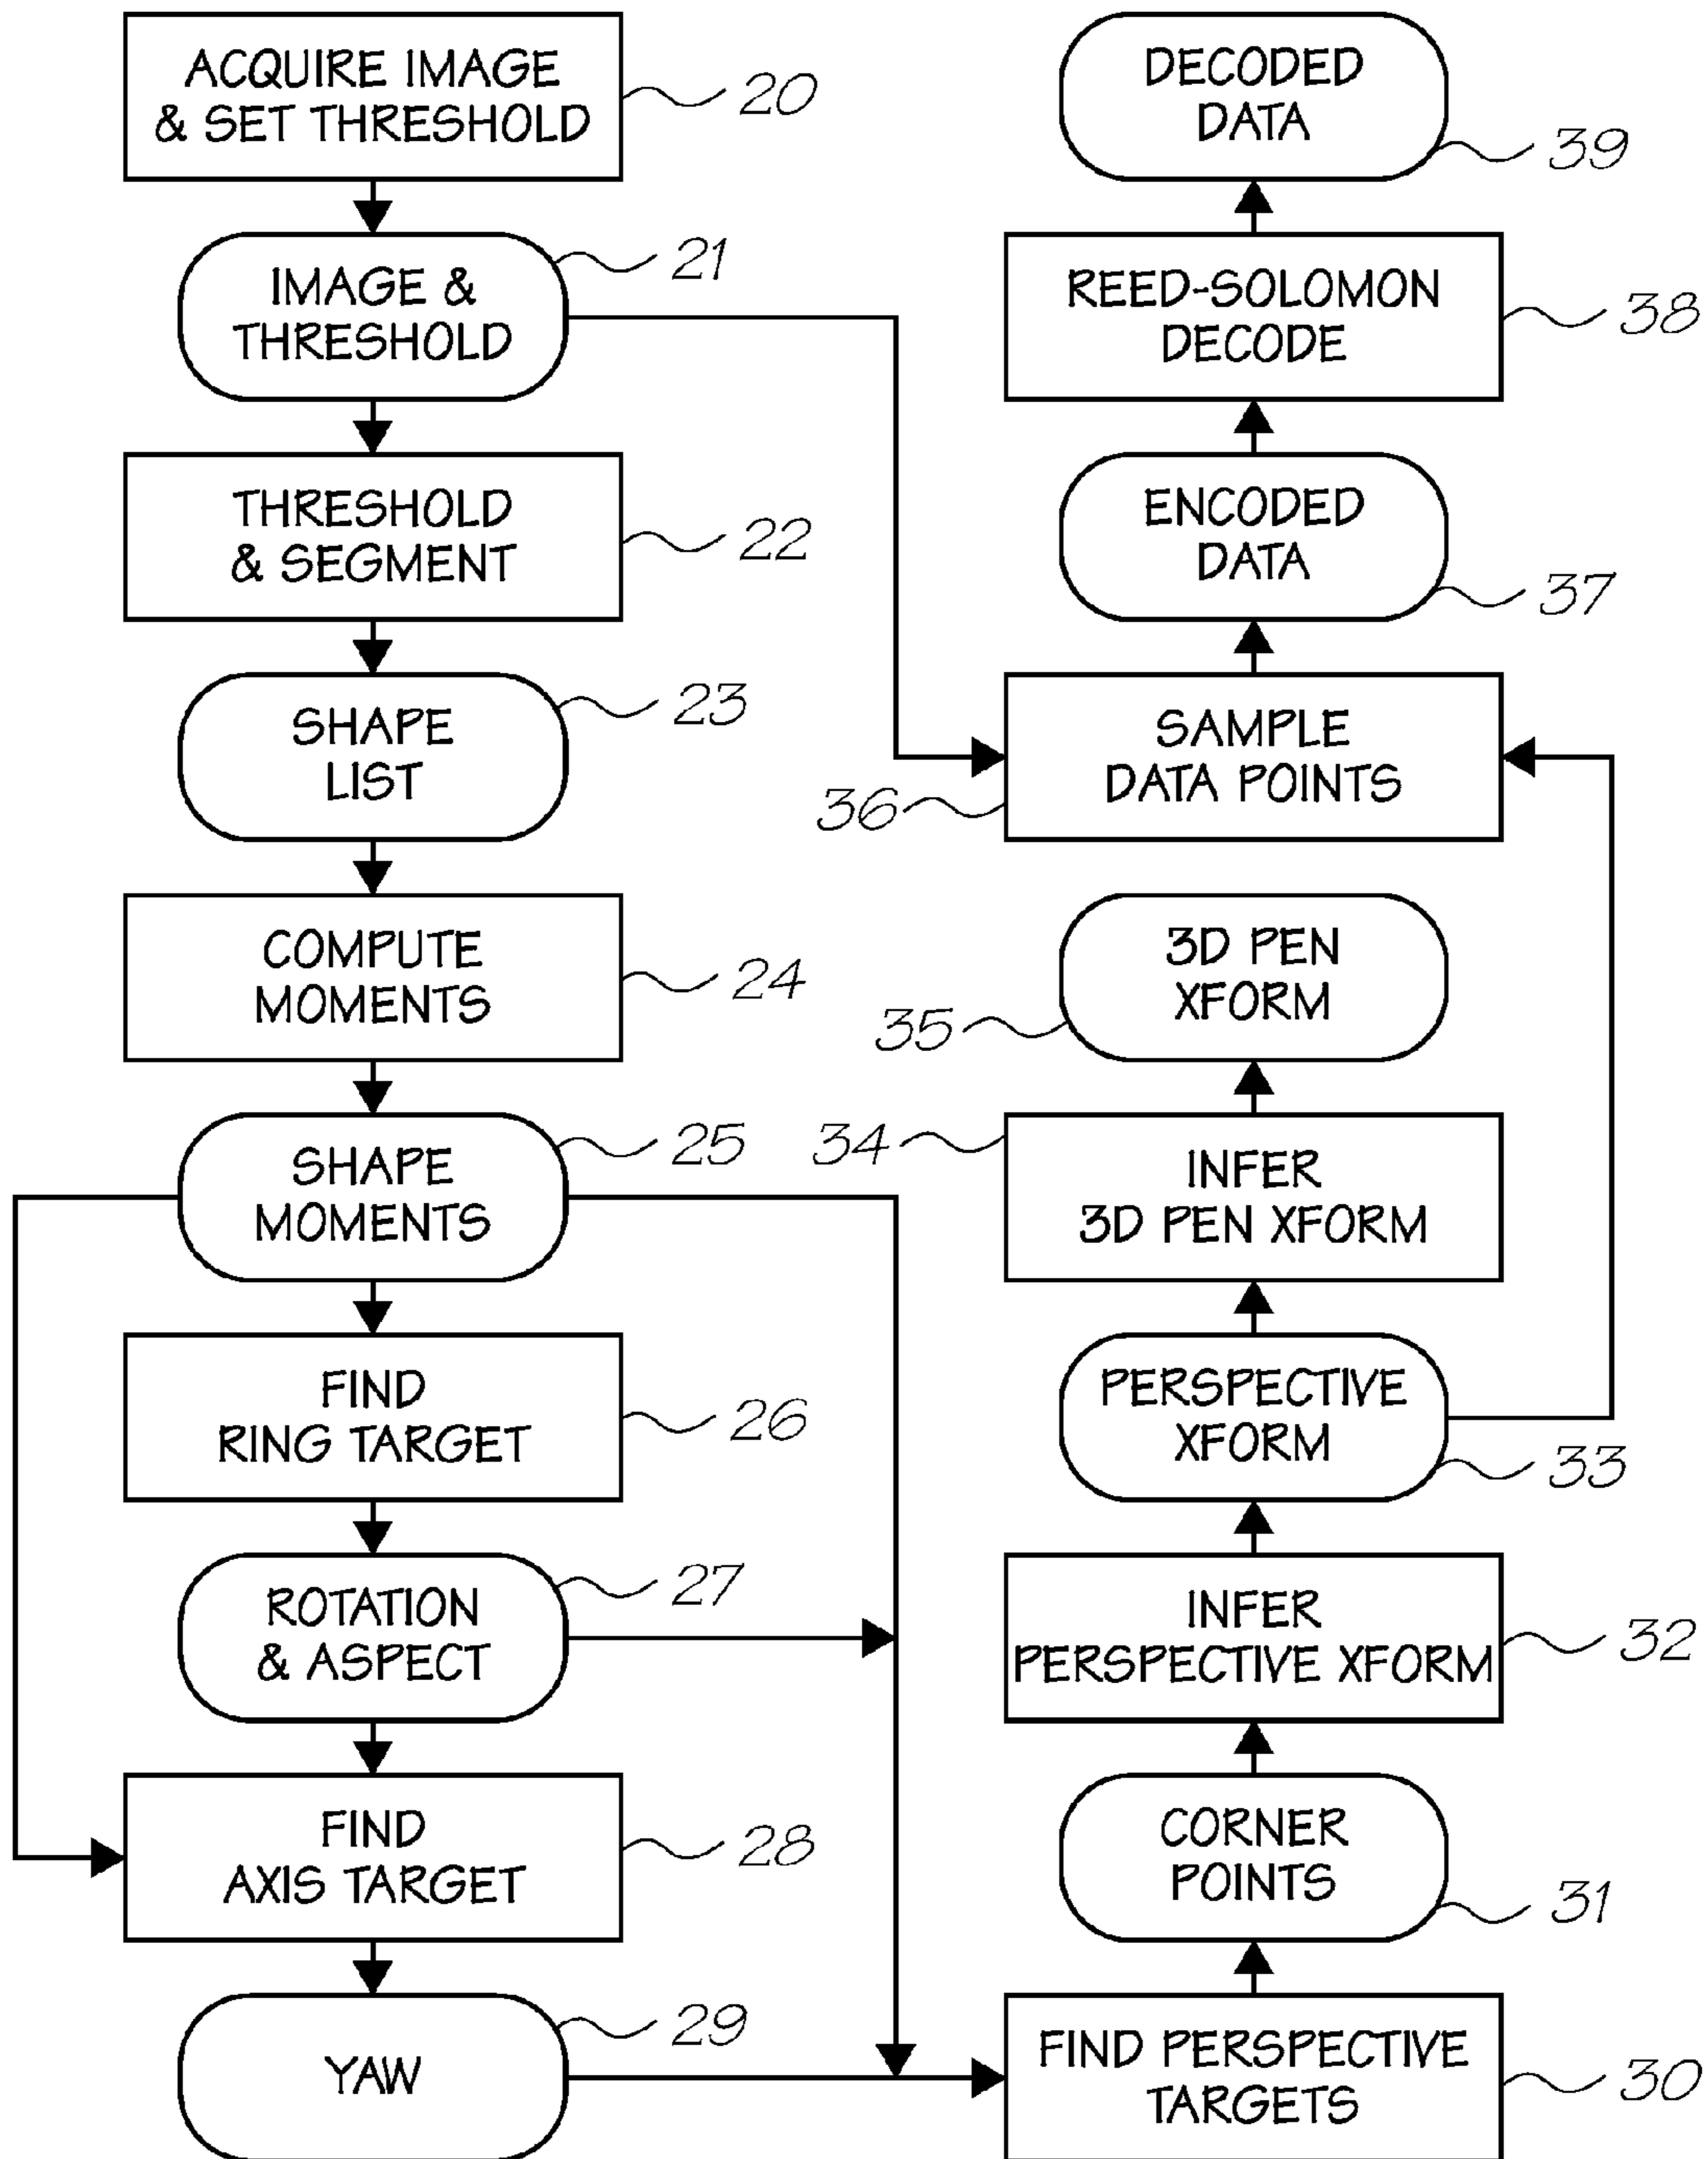 ACQUIRE IMAGE
& SET THRESHOLD
20
IMAGE &
THRESHOLD
21
THRESHOLD
& SEGMENT
22
SHAPE
LIST
23
COMPUTE
MOMENTS
24
SHAPE
MOMENTS
25
FIND
RING TARGET
26
ROTATION
& ASPECT
27
FIND
AXIS TARGET
28
YAW
29
DECODED
DATA
39
REED-SOLOMON
DECODE
38
ENCODED
DATA
37
SAMPLE
DATA POINTS
36
3D PEN
XFORM
35
INFER
3D PEN XFORM
34
PERSPECTIVE
XFORM
33
INFER
PERSPECTIVE XFORM
32
CORNER
POINTS
31
FIND PERSPECTIVE
TARGETS
30